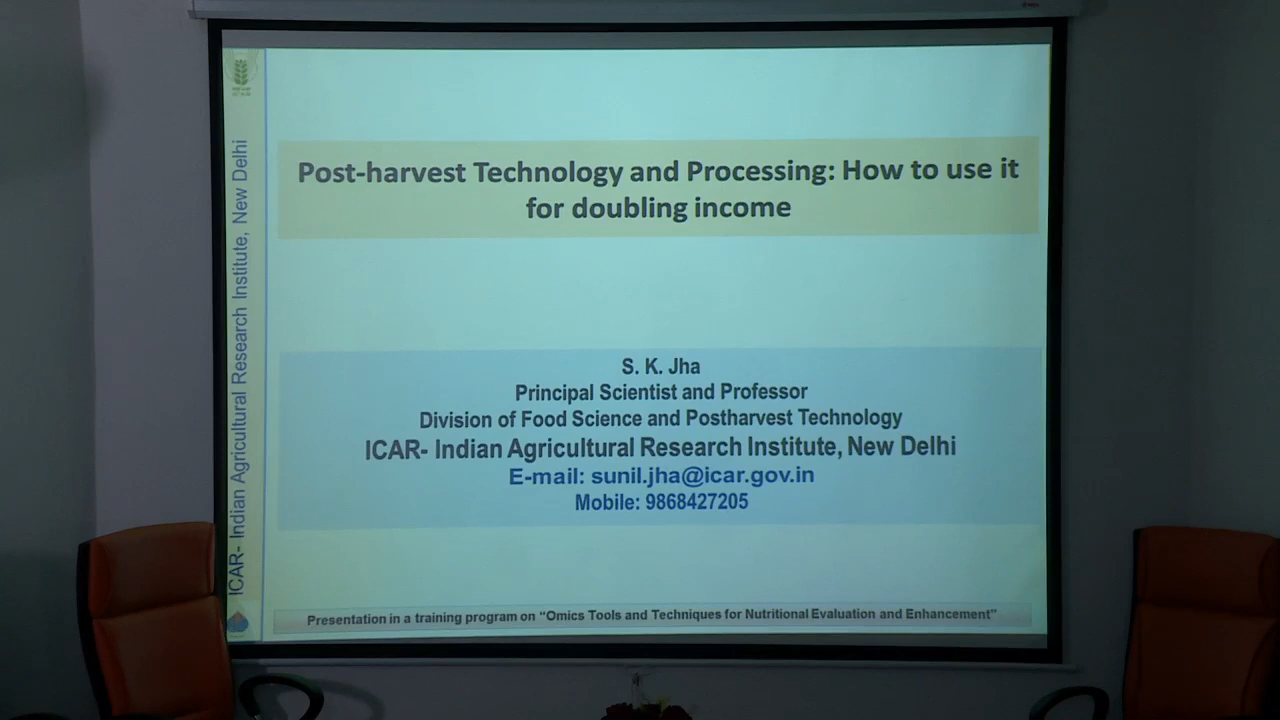 Post-harvest Technology and Processing: How to use it
for doubling income
S. K. Jha
Principal Scientist and Professor
Division of Food Science and Postharvest Technology
ICAR- Indian Agricultural Research Institute, New Delhi
E-mail: sunil.jha@icar.gov.in
Mobile: 9868427205
Presentation in a training program on “Omics Tools and Techniques for Nutritional Evaluation and Enhancement”
ICAR- Indian Agricultural Research Institute, New Delhi